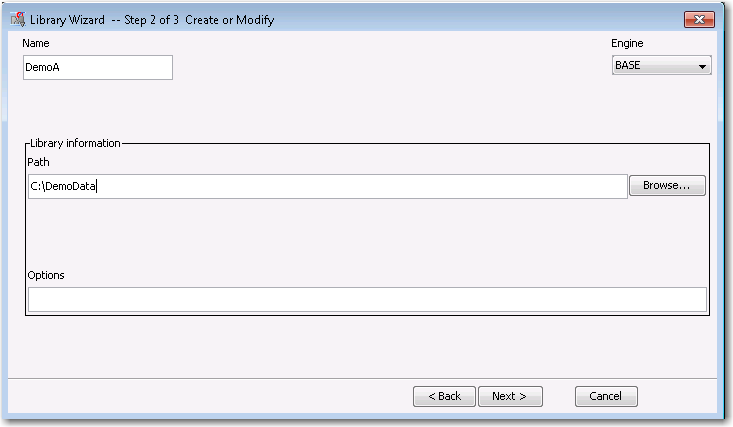 Library Wizard -- Step 2 of 3 Create or Modify
Name
Engine
DemoA
BASE
Library information
Path
C:\DemoData
Browse...
Options
< Back
Next >
Cancel